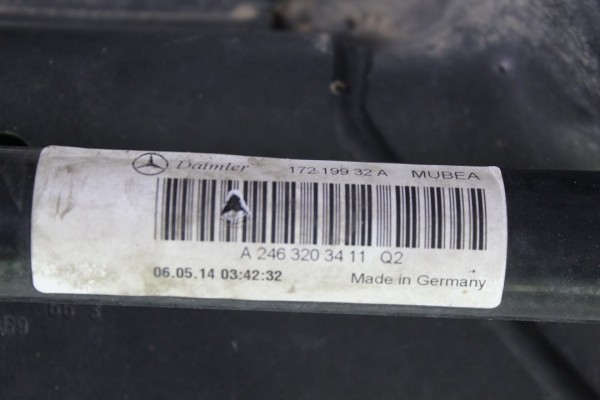 Daimler 172 199 32 A MUBEA
A 246 320 34 11 Q2
06.05.14 03:42:32 Made in Germany